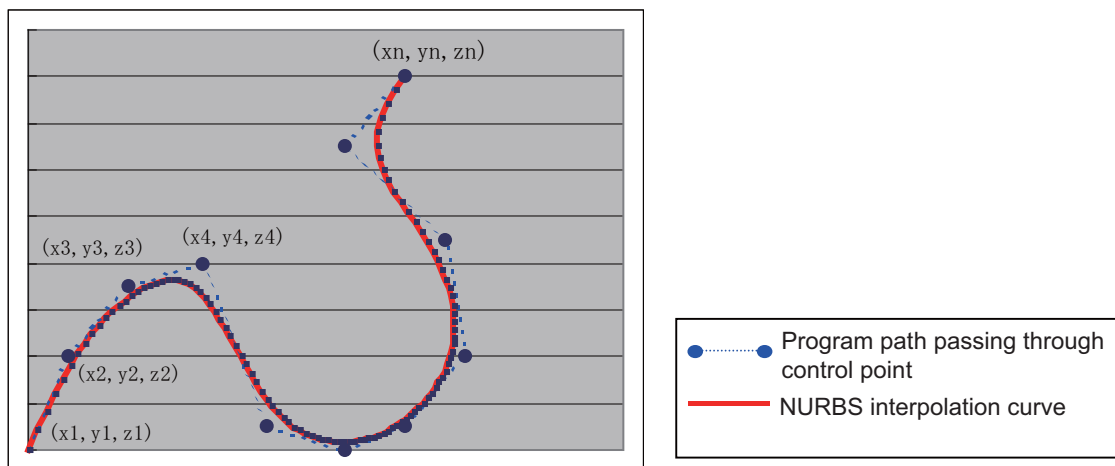 (xn, yn, zn)
(x3, y3, z3)
(x4, y4, z4)
(x2, y2, z2)
(x1, y1, z1)
Program path passing through
control point
NURBS interpolation curve